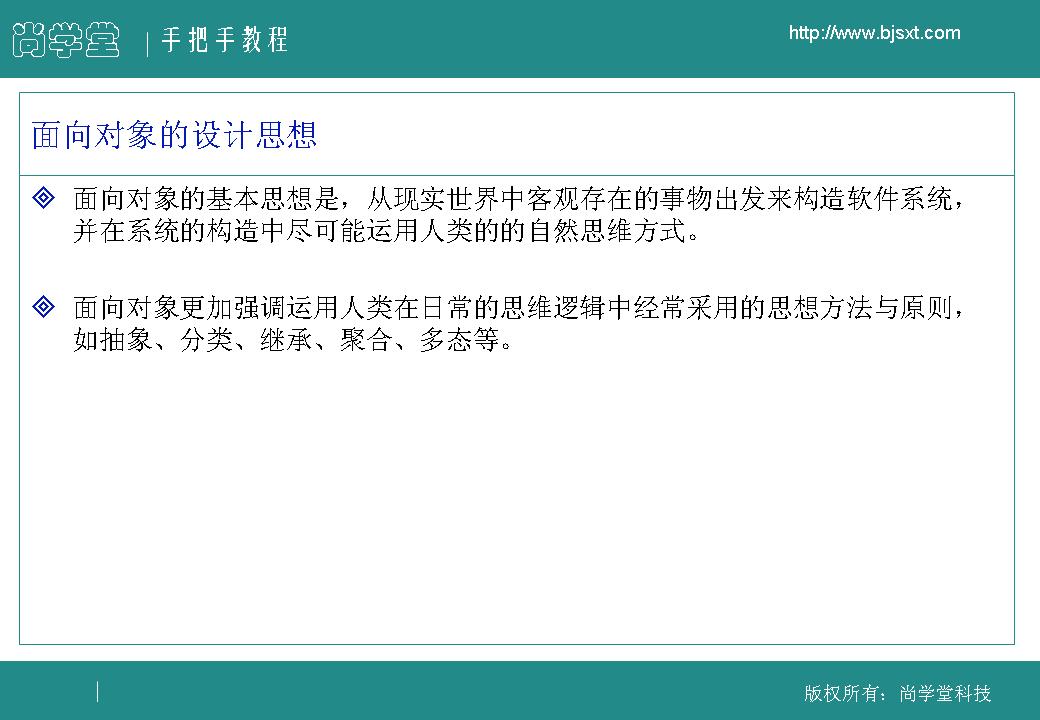 尚学堂 | 手把手教程
http://www.bjsxt.com
面向对象的设计思想
面向对象的基本思想是，从现实世界中客观存在的事物出发来构造软件系统，
并在系统的构造中尽可能运用人类的的自然思维方式。
面向对象更加强调运用人类在日常的思维逻辑中经常采用的思想方法与原则，
如抽象、分类、继承、聚合、多态等。
版权所有：尚学堂科技